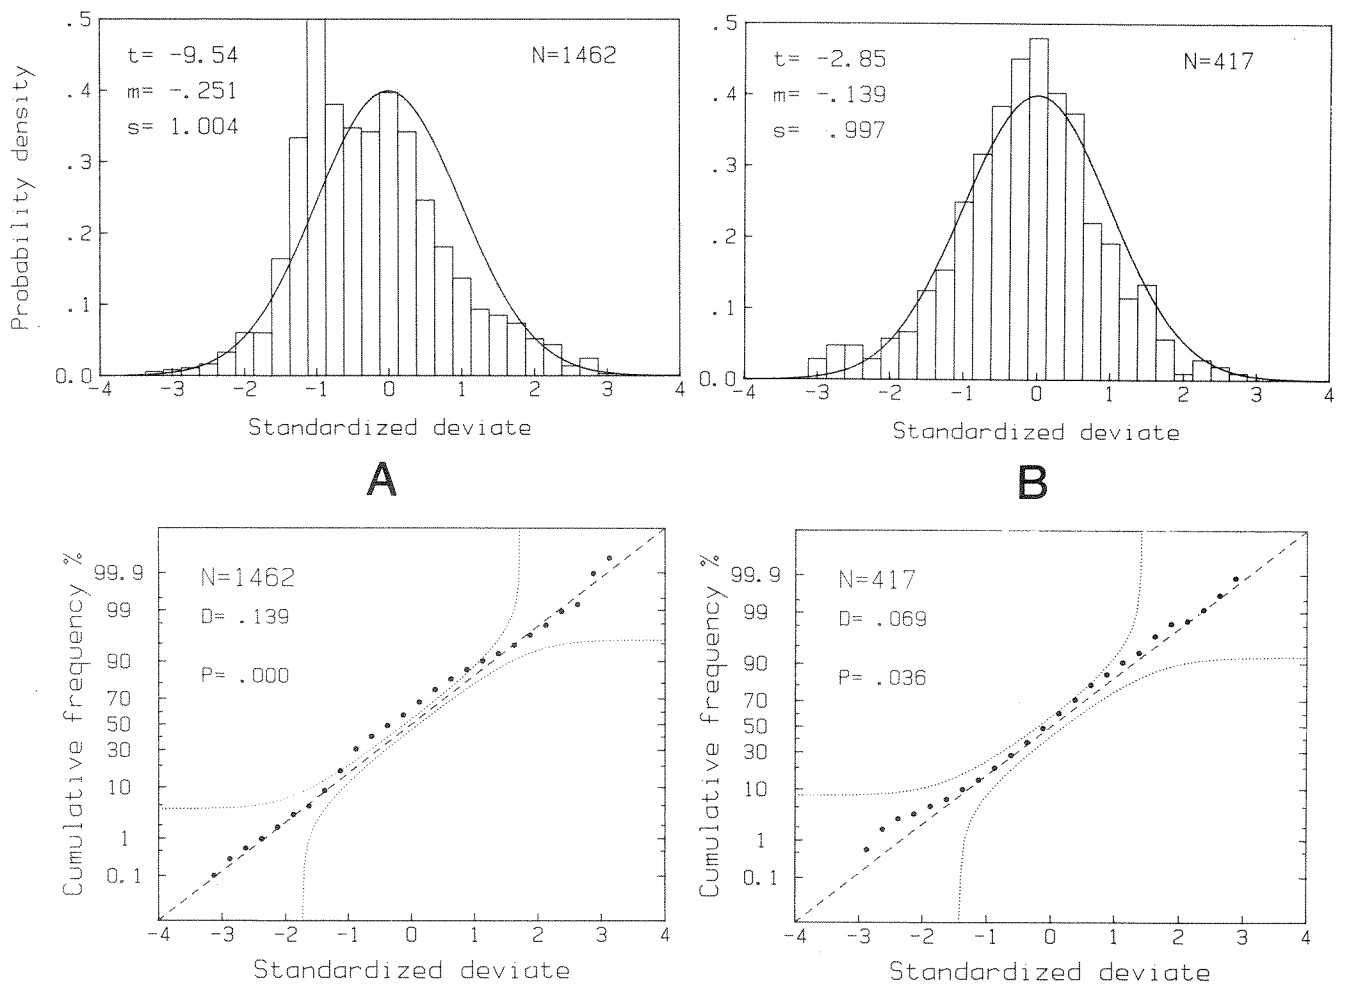 .5
.4
.3
.2
.1
0.0
Probability density
t= -9.54
m= -.251
s= 1.004
N=1462
-4 -3 -2 -1 0 1 2 3 4
Standardized deviate
A
.5
.4
.3
.2
.1
0.0
t= -2.85
m= -.139
s= .997
N=417
-4 -3 -2 -1 0 1 2 3 4
Standardized deviate
B
Cumulative frequency %
99.9
99
90
70
50
30
10
1
0.1
N=1462
D= .139
P= .000
-4 -3 -2 -1 0 1 2 3 4
Standardized deviate
Cumulative frequency %
99.9
99
90
70
50
30
10
1
0.1
N=417
D= .069
P= .036
-4 -3 -2 -1 0 1 2 3 4
Standardized deviate